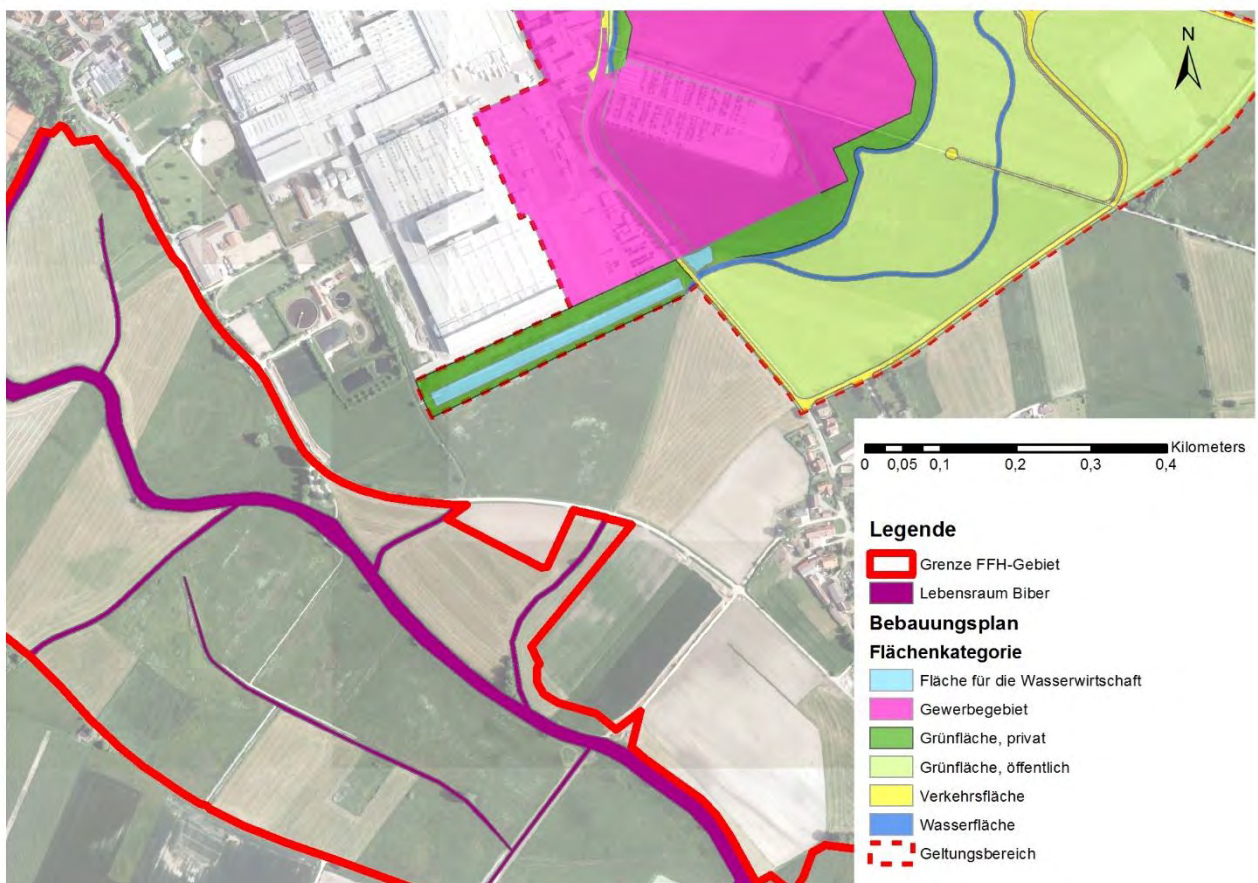 N
Kilometers
0 0,05 0,1 0,2 0,3 0,4
Legende
Grenze FFH-Gebiet
Lebensraum Biber
Bebauungsplan
Flächenkategorie
Fläche für die Wasserwirtschaft
Gewerbegebiet
Grünfläche, privat
Grünfläche, öffentlich
Verkehrsfläche
Wasserfläche
Geltungsbereich